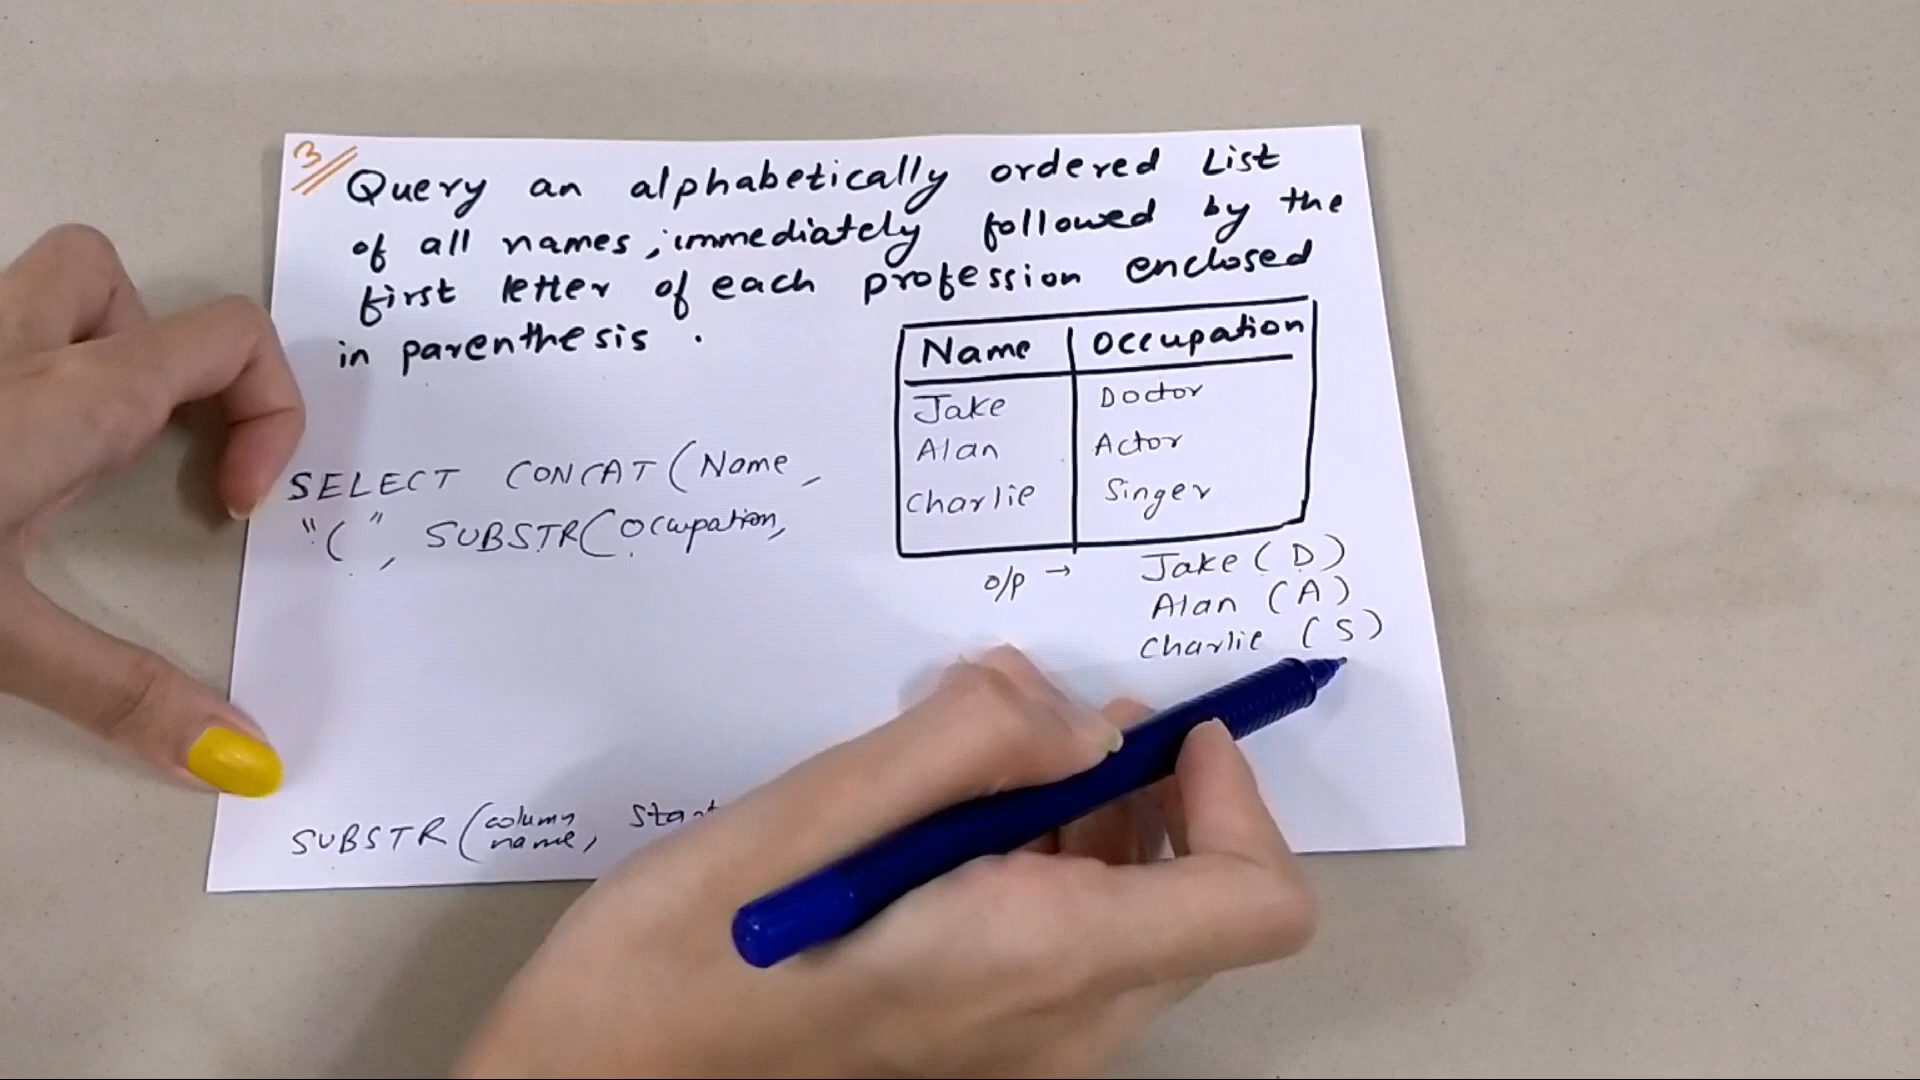 3
Query an alphabetically ordered List
of all names, immediately followed by the
first letter of each profession enclosed
in parenthesis .
Name Occupation
Jake Doctor
Alan Actor
Charlie Singer
SELECT CONCAT(Name,
"(", SUBSTR(Occupation,
O/P → Jake (D)
Alan (A)
Charlie (S)
SUBSTR(column name,